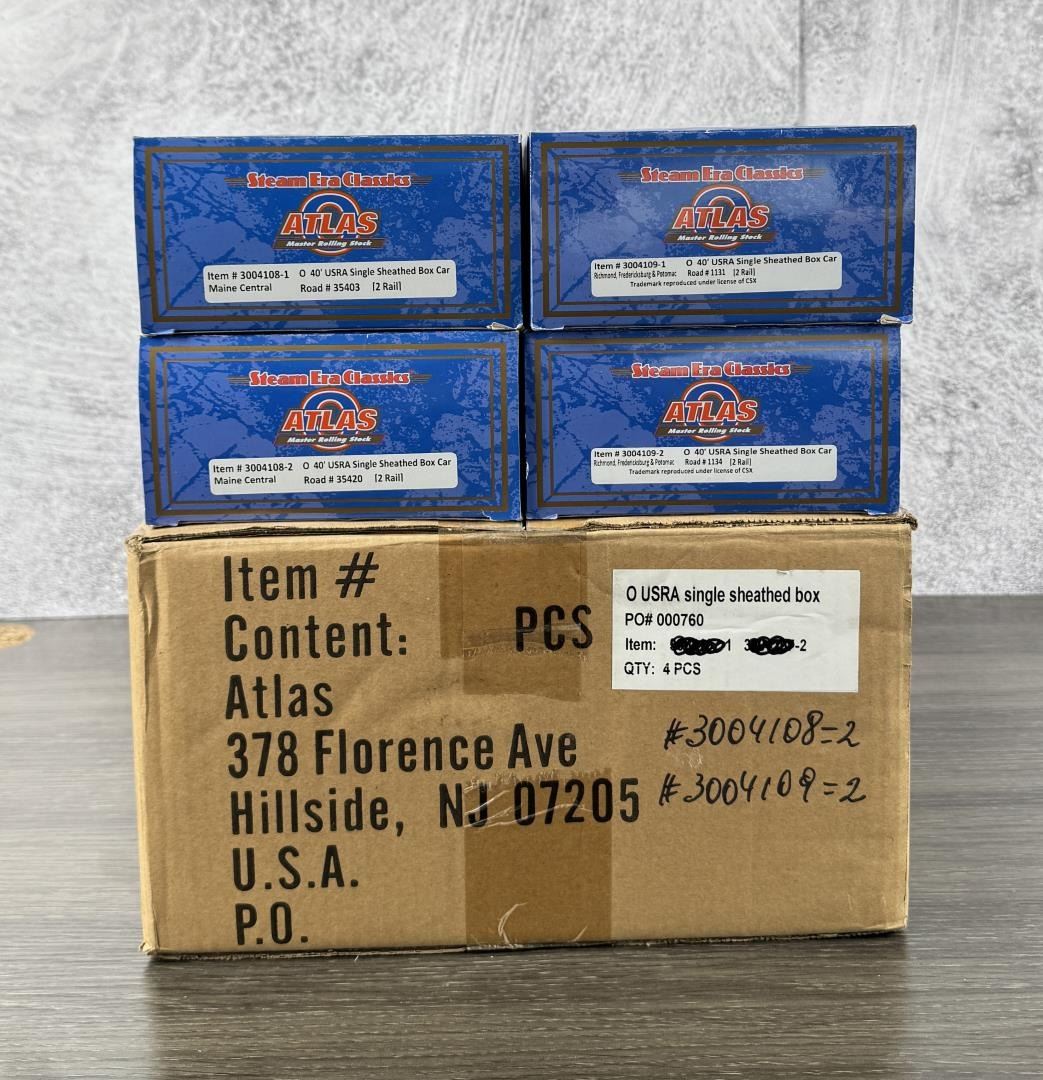 Steam Era Classics
ATLAS
Master Rolling Stock
Item # 3004108-1 O 40' USRA Single Sheathed Box Car
Maine Central Road # 35403 [2 Rail]
Steam Era Classics
ATLAS
Master Rolling Stock
Item # 3004109-1 O 40' USRA Single Sheathed Box Car
Richmond, Fredericksburg & Potomac Road # 1131 [2 Rail]
Trademark reproduced under license of CSX
Steam Era Classics
ATLAS
Master Rolling Stock
Item # 3004108-2 O 40' USRA Single Sheathed Box Car
Maine Central Road # 35420 [2 Rail]
Steam Era Classics
ATLAS
Master Rolling Stock
Item # 3004109-2 O 40' USRA Single Sheathed Box Car
Richmond, Fredericksburg & Potomac Road # 1134 [2 Rail]
Trademark reproduced under license of CSX
Item #
Content: PCS
Atlas
378 Florence Ave
Hillside, NJ 07205
U.S.A.
P.O.
O USRA single sheathed box
PO# 000760
Item: 1 3 -2
QTY: 4 PCS
#3004108=2
#3004109=2